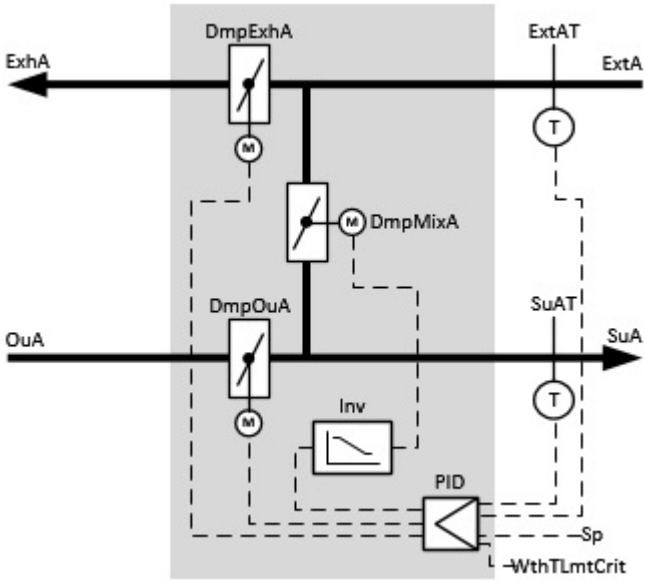 DmpExhA
ExtAT
ExhA
ExtA
T
M
M
DmpMixA
DmpOuA
SuAT
OuA
SuA
T
M
Inv
PID
Sp
WthTLmtCrit